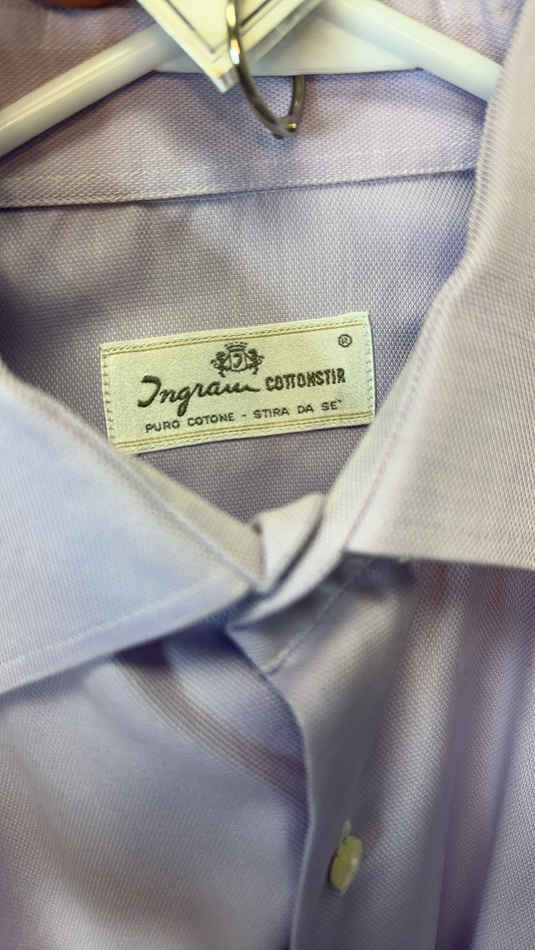 ®
Ingram COTTONSTIR
PURO COTONE - STIRA DA SE'